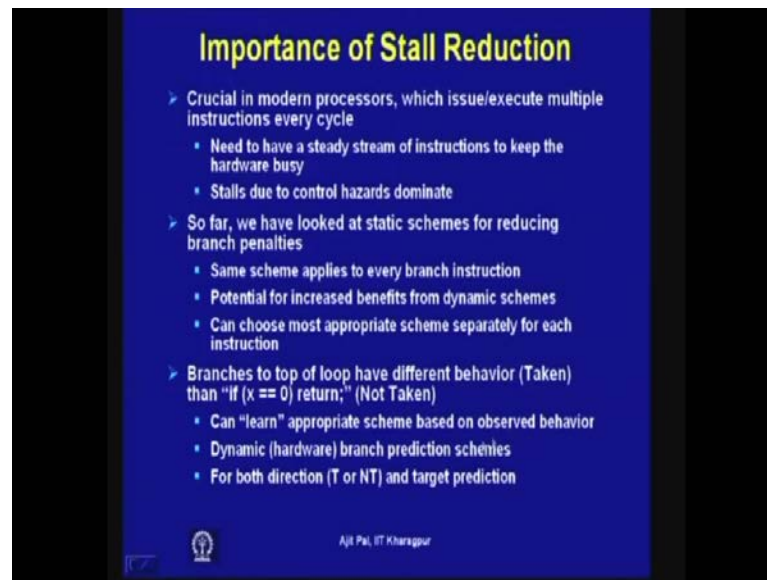 Importance of Stall Reduction
Crucial in modern processors, which issue/execute multiple
instructions every cycle
Need to have a steady stream of instructions to keep the
hardware busy
Stalls due to control hazards dominate
So far, we have looked at static schemes for reducing
branch penalties
Same scheme applies to every branch instruction
Potential for increased benefits from dynamic schemes
Can choose most appropriate scheme separately for each
instruction
Branches to top of loop have different behavior (Taken)
than "if (x == 0) return;" (Not Taken)
Can "learn" appropriate scheme based on observed behavior
Dynamic (hardware) branch prediction schemes
For both direction (T or NT) and target prediction
Ajit Pal, IIT Kharagpur